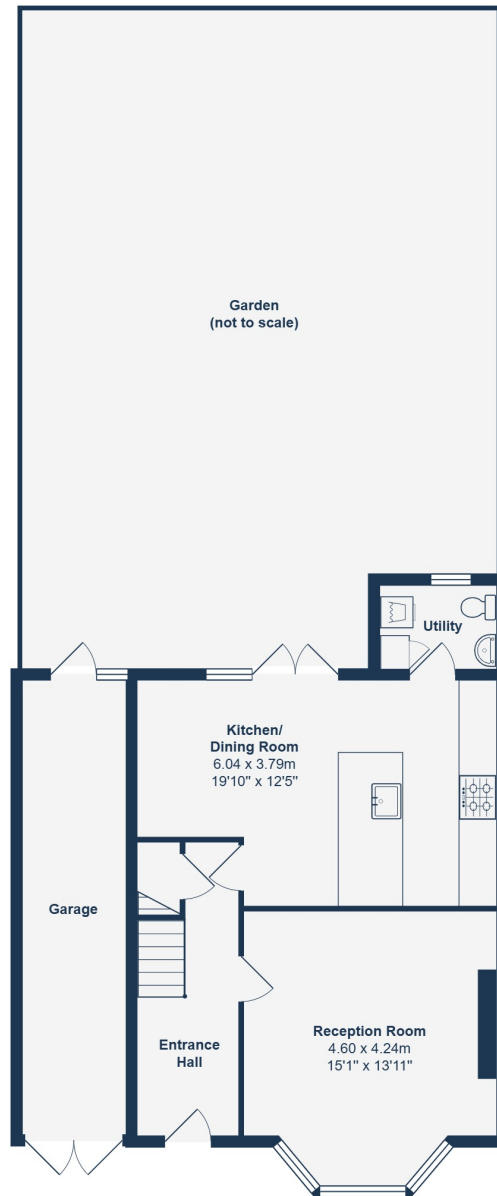 Garden
(not to scale)
Utility
Kitchen/
Dining Room
6.04 x 3.79m
19'10" x 12'5"
Garage
Entrance
Hall
Reception Room
4.60 x 4.24m
15'1" x 13'11"